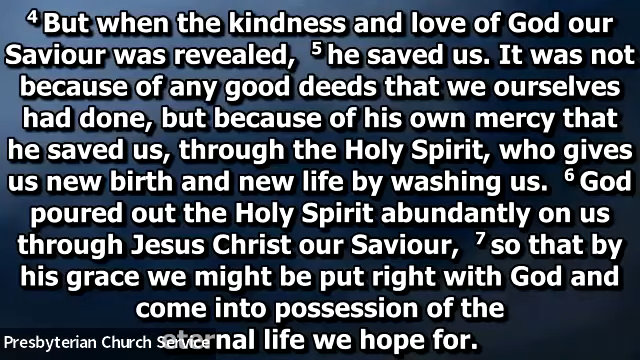 ⁴ But when the kindness and love of God our
Saviour was revealed, ⁵ he saved us. It was not
because of any good deeds that we ourselves
had done, but because of his own mercy that
he saved us, through the Holy Spirit, who gives
us new birth and new life by washing us. ⁶ God
poured out the Holy Spirit abundantly on us
through Jesus Christ our Saviour, ⁷ so that by
his grace we might be put right with God and
come into possession of the
eternal life we hope for.
Presbyterian Church Service